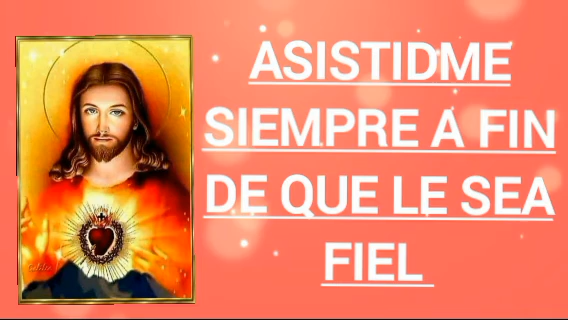 ASISTIDME
SIEMPRE A FIN
DE QUE LE SEA
FIEL